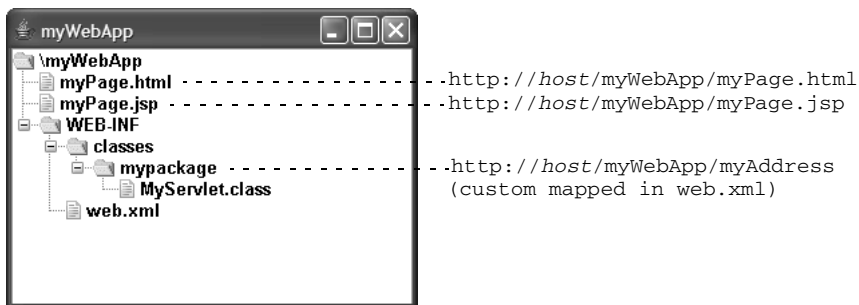 myWebApp
\myWebApp
myPage.html http://host/myWebApp/myPage.html
myPage.jsp http://host/myWebApp/myPage.jsp
WEB-INF
classes
mypackage http://host/myWebApp/myAddress
MyServlet.class (custom mapped in web.xml)
web.xml